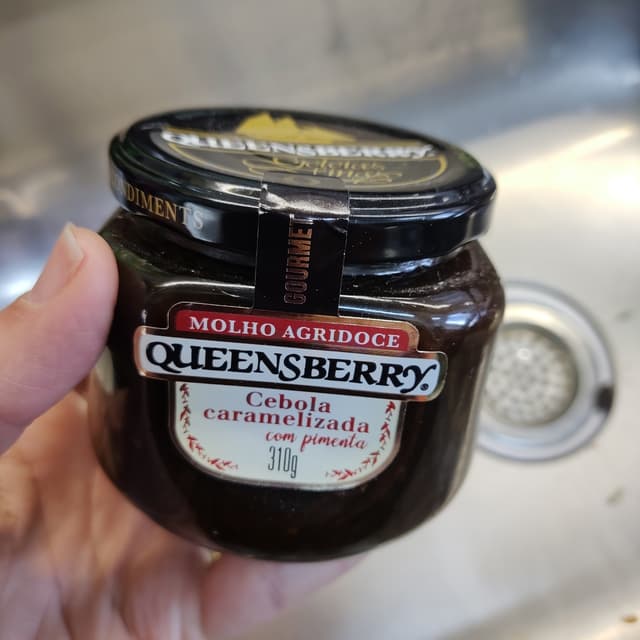 QUEENSBERRY
DIMENTS
GOURMET
MOLHO AGRIDOCE
QUEENSBERRY®
Cebola
caramelizada
com pimenta
310g